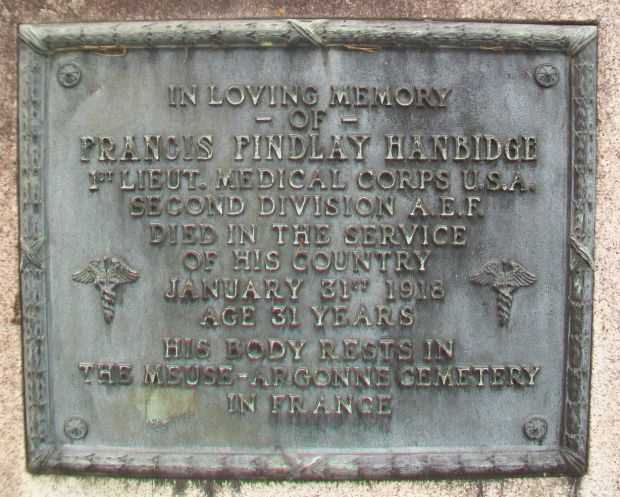 IN LOVING MEMORY
- OF -
FRANCIS FINDLAY HANBIDGE
1ST LIEUT. MEDICAL CORPS U.S.A.
SECOND DIVISION A.E.F.
DIED IN THE SERVICE
OF HIS COUNTRY
JANUARY 31ST 1918
AGE 31 YEARS
HIS BODY RESTS IN
THE MEUSE-ARGONNE CEMETERY
IN FRANCE